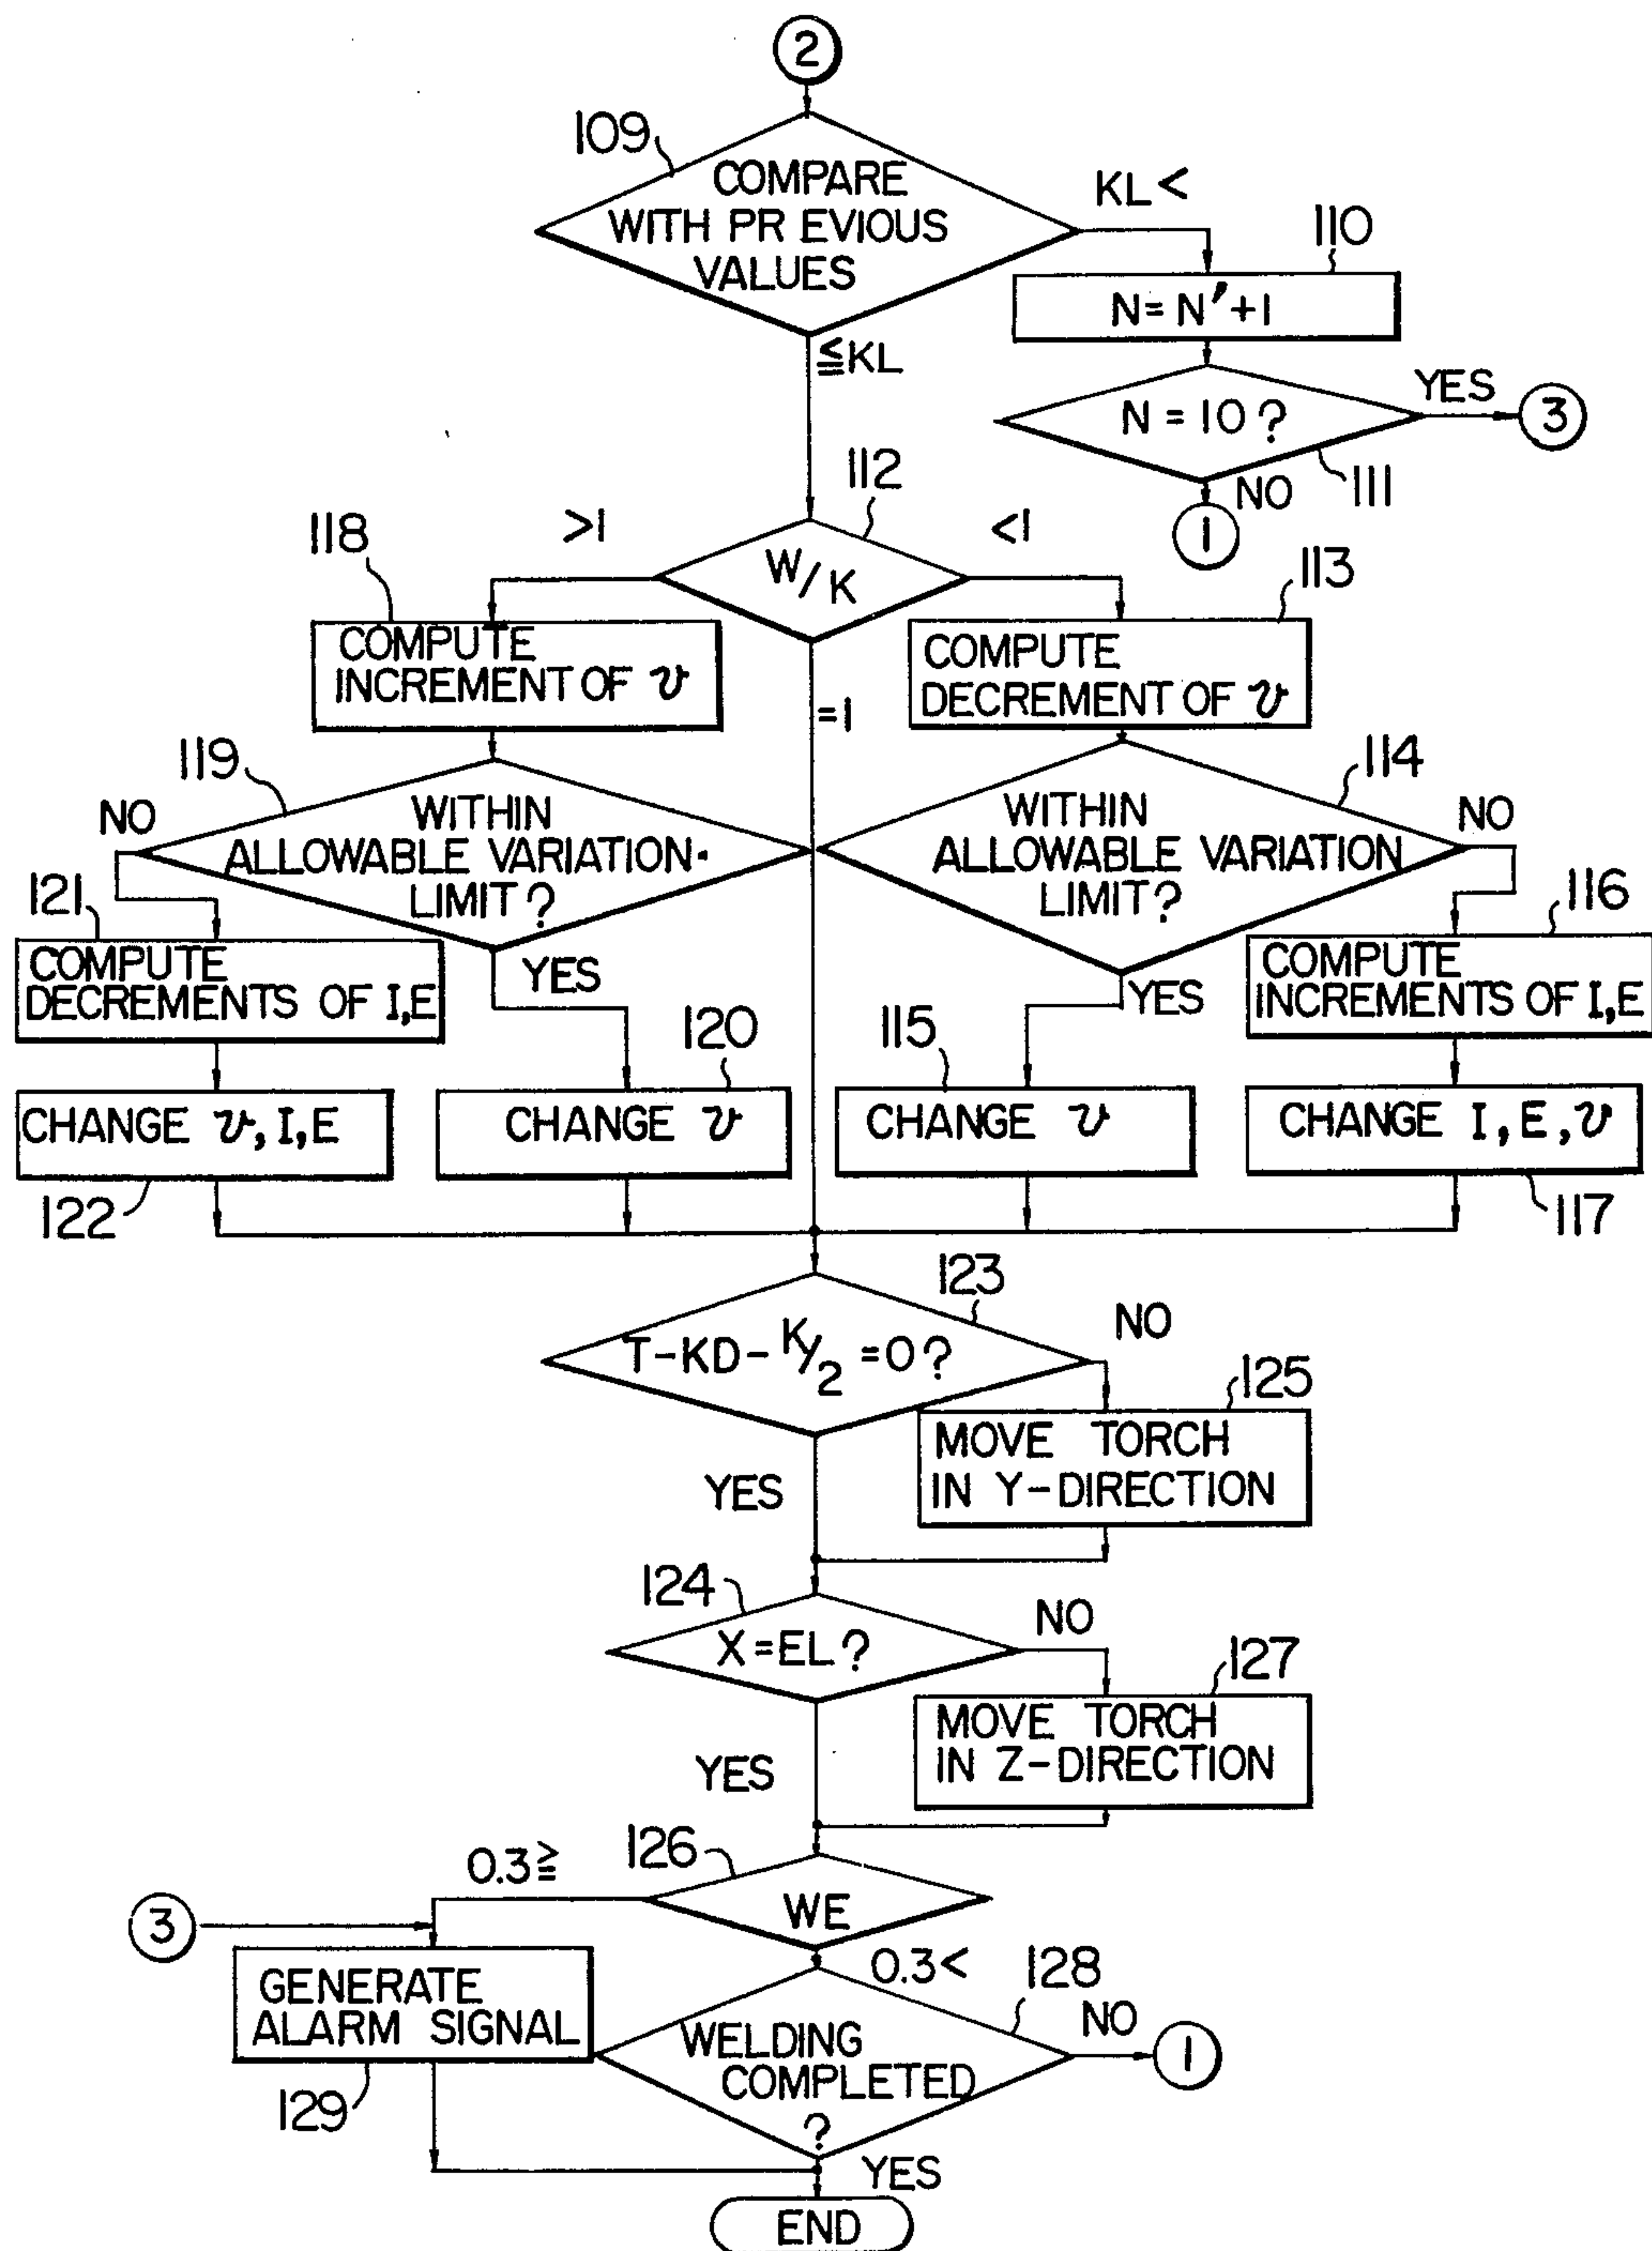 2
109
COMPARE
WITH PR EVIOUS
VALUES
KL <
110
N = N' + 1
≦KL
N = 10 ?
YES
3
111
NO
1
112
>1
<1
W/K
118
COMPUTE
INCREMENT OF v
=1
113
COMPUTE
DECREMENT OF v
119
NO
WITHIN
ALLOWABLE VARIATION
LIMIT?
YES
114
WITHIN
ALLOWABLE VARIATION
LIMIT?
NO
YES
121
COMPUTE
DECREMENTS OF I,E
120
115
116
COMPUTE
INCREMENTS OF I,E
CHANGE v, I, E
CHANGE v
CHANGE v
CHANGE I, E, v
122
117
123
T-KD-K/2 =0?
NO
125
MOVE TORCH
IN Y-DIRECTION
YES
124
X=EL?
NO
127
MOVE TORCH
IN Z-DIRECTION
YES
126
0.3≧
WE
3
0.3<
GENERATE
ALARM SIGNAL
129
128
WELDING
COMPLETED
?
NO
1
YES
END